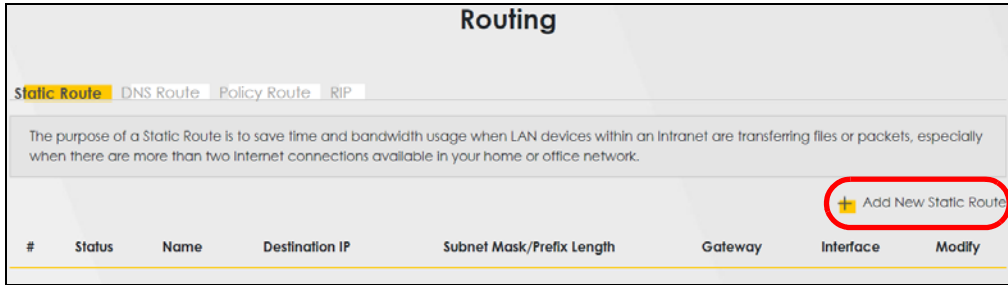 Routing
Static Route DNS Route Policy Route RIP
The purpose of a Static Route is to save time and bandwidth usage when LAN devices within an Intranet are transferring files or packets, especially
when there are more than two Internet connections available in your home or office network.
+ Add New Static Route
# Status Name Destination IP Subnet Mask/Prefix Length Gateway Interface Modify